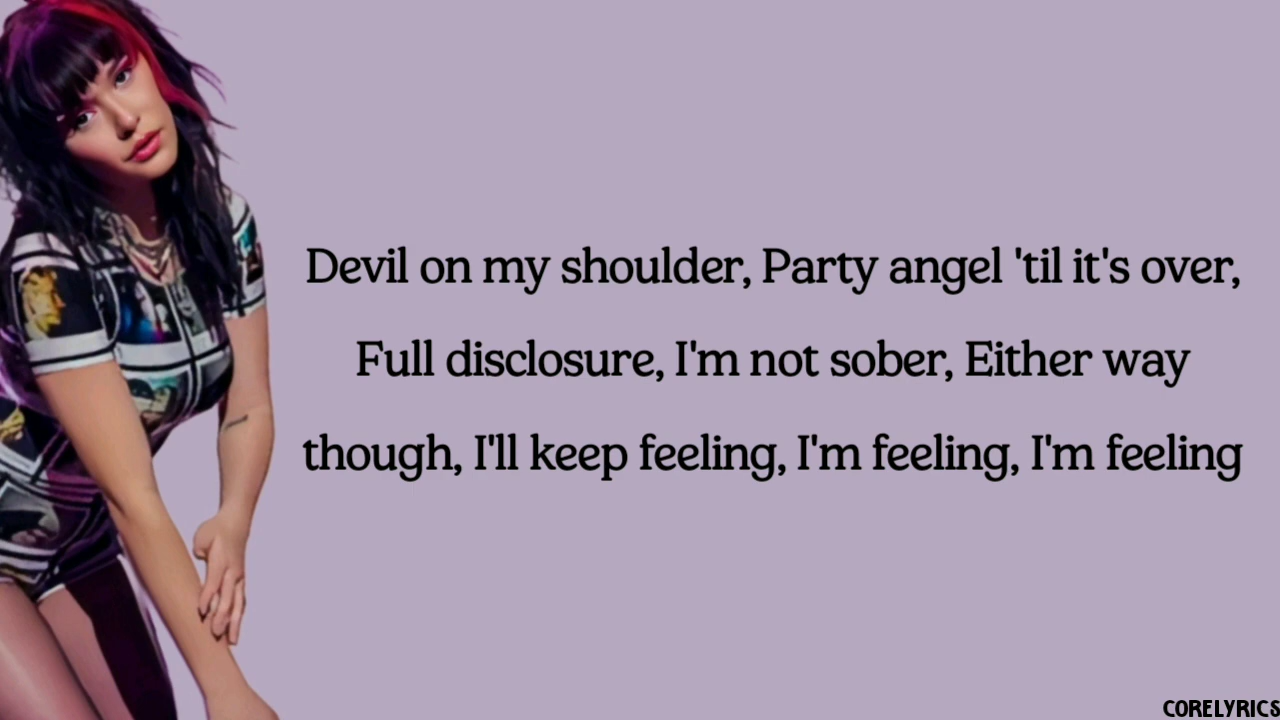 Devil on my shoulder, Party angel 'til it's over,
Full disclosure, I'm not sober, Either way
though, I'll keep feeling, I'm feeling, I'm feeling
CORELYRICS